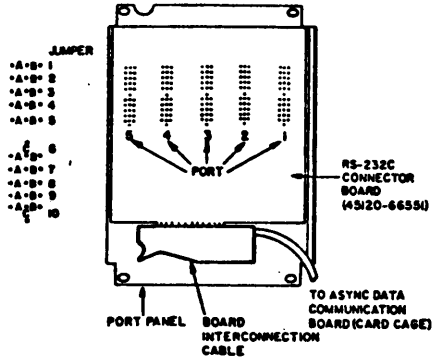 JUMPER
•A•B• 1
•A•B• 2
•A•B• 3
•A•B• 4
•A•B• 5
C
T 6
•A•B• 7
•A•B• 8
•A•B• 9
•A•B• 10
C
S
5 4 3 2 1
PORT
RS-232C
CONNECTOR
BOARD
(45120-66551)
TO ASYNC DATA
COMMUNICATION
BOARD (CARD CAGE)
PORT PANEL
BOARD
INTERCONNECTION
CABLE